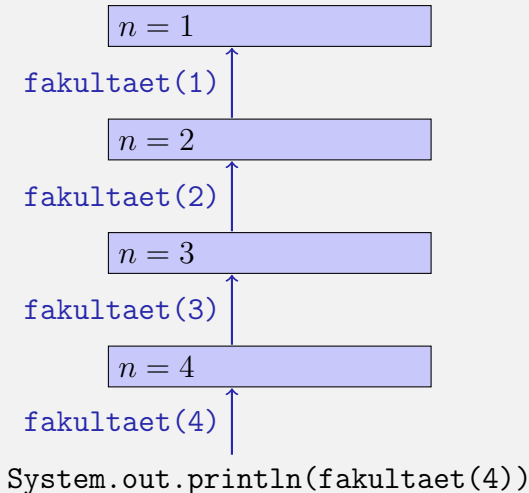 n = 1
fakultaet(1)
n = 2
fakultaet(2)
n = 3
fakultaet(3)
n = 4
fakultaet(4)
System.out.println(fakultaet(4))